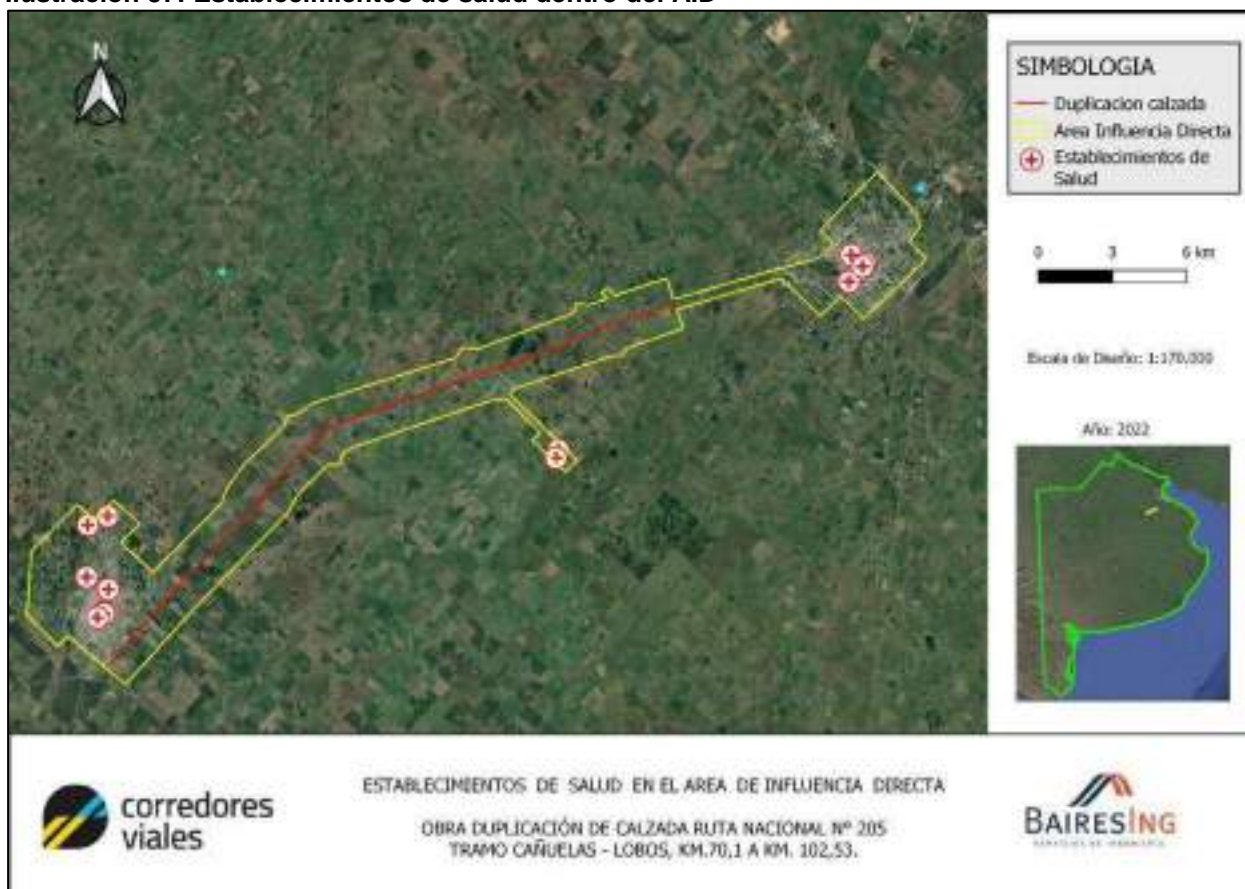 N
SIMBOLOGIA
Duplicacion calzada
Area Influencia Directa
Establecimientos de
Salud
0 3 6 km
Escala de Diseño: 1:170.000
Año: 2022
corredores
viales
ESTABLECIMIENTOS DE SALUD EN EL AREA DE INFLUENCIA DIRECTA
OBRA DUPLICACIÓN DE CALZADA RUTA NACIONAL Nº 205
TRAMO CAÑUELAS - LOBOS, KM.70,1 A KM. 102,53.
BAIRESING